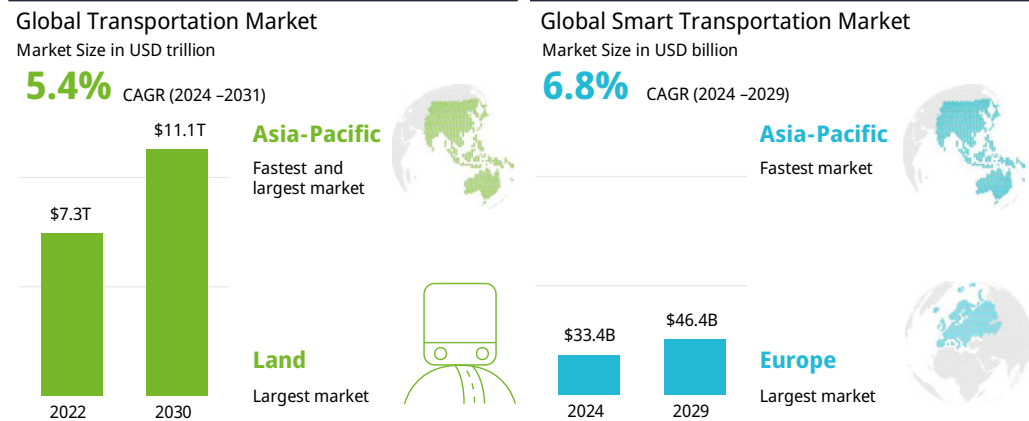 Global Transportation Market
Market Size in USD trillion
5.4% CAGR (2024 –2031)
$11.1T
$7.3T
2022
2030
Asia-Pacific
Fastest and
largest market
Land
Largest market
Global Smart Transportation Market
Market Size in USD billion
6.8% CAGR (2024 –2029)
$33.4B
$46.4B
2024
2029
Asia-Pacific
Fastest market
Europe
Largest market